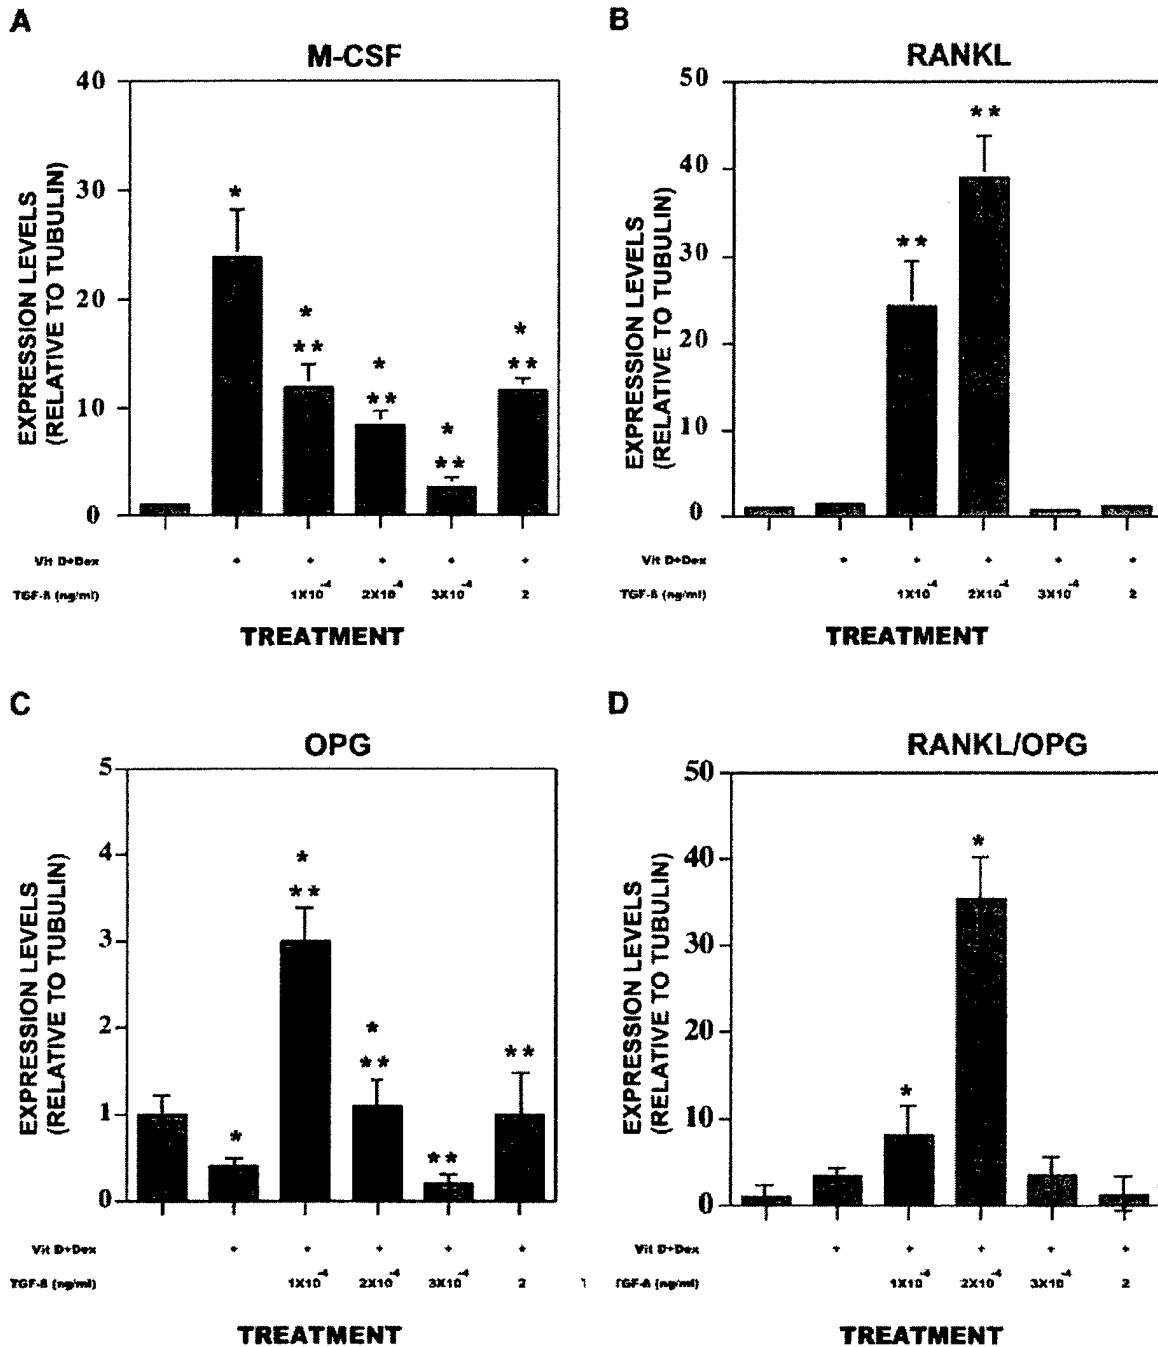 A
M-CSF
EXPRESSION LEVELS
(RELATIVE TO TUBULIN)
40
30
20
10
0
*
*
**
*
**
*
**
*
**
Vit D+Dex + + + + +
TGF-ß (ng/ml) 1X10⁻⁴ 2X10⁻⁴ 3X10⁻⁴ 2
TREATMENT
B
RANKL
EXPRESSION LEVELS
(RELATIVE TO TUBULIN)
50
40
30
20
10
0
**
**
Vit D+Dex + + + + +
TGF-ß (ng/ml) 1X10⁻⁴ 2X10⁻⁴ 3X10⁻⁴ 2
TREATMENT
C
OPG
EXPRESSION LEVELS
(RELATIVE TO TUBULIN)
5
4
3
2
1
0
*
*
**
*
**
**
**
Vit D+Dex + + + + +
TGF-ß (ng/ml) 1X10⁻⁴ 2X10⁻⁴ 3X10⁻⁴ 2
TREATMENT
D
RANKL/OPG
EXPRESSION LEVELS
(RELATIVE TO TUBULIN)
50
40
30
20
10
0
*
*
Vit D+Dex + + + + +
TGF-ß (ng/ml) 1X10⁻⁴ 2X10⁻⁴ 3X10⁻⁴ 2
TREATMENT